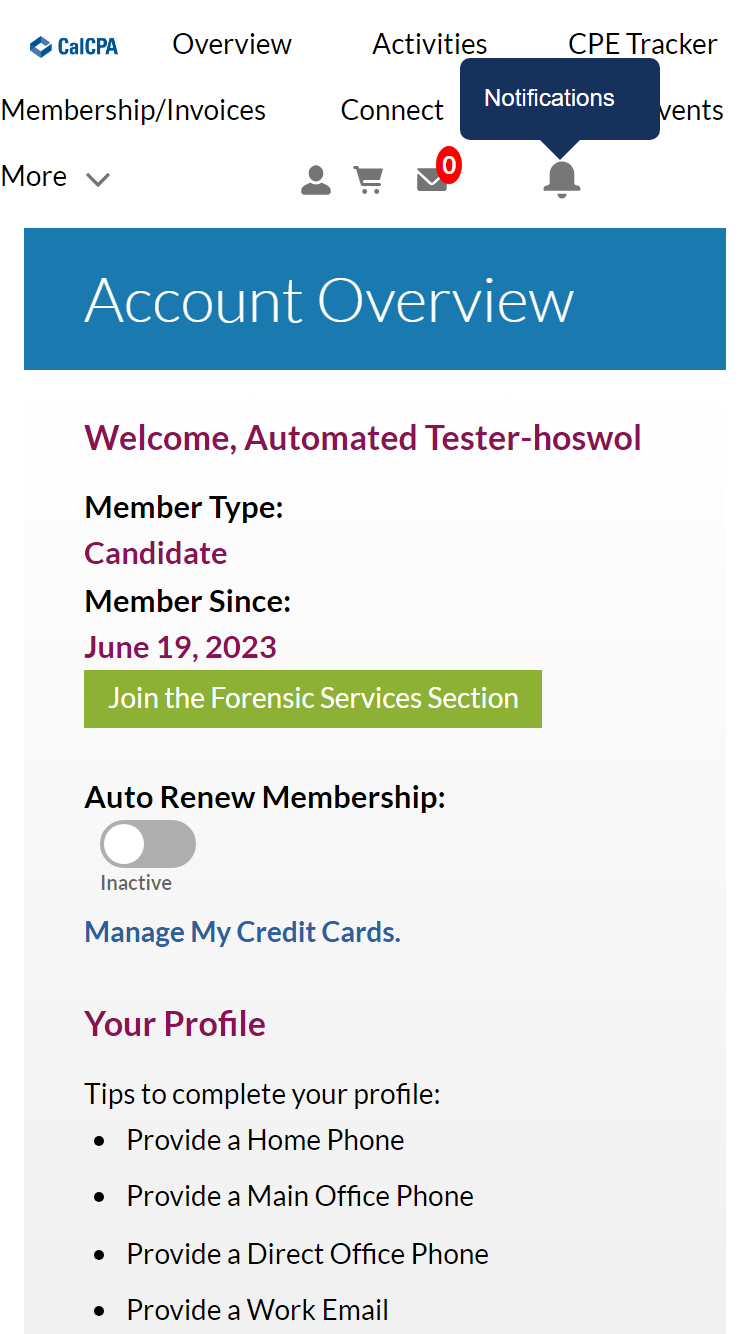 CalCPA Overview Activities CPE Tracker
Membership/Invoices Connect Notifications vents
More 0
Account Overview
Welcome, Automated Tester-hoswol
Member Type:
Candidate
Member Since:
June 19, 2023
Join the Forensic Services Section
Auto Renew Membership:
Inactive
Manage My Credit Cards.
Your Profile
Tips to complete your profile:
• Provide a Home Phone
• Provide a Main Office Phone
• Provide a Direct Office Phone
• Provide a Work Email